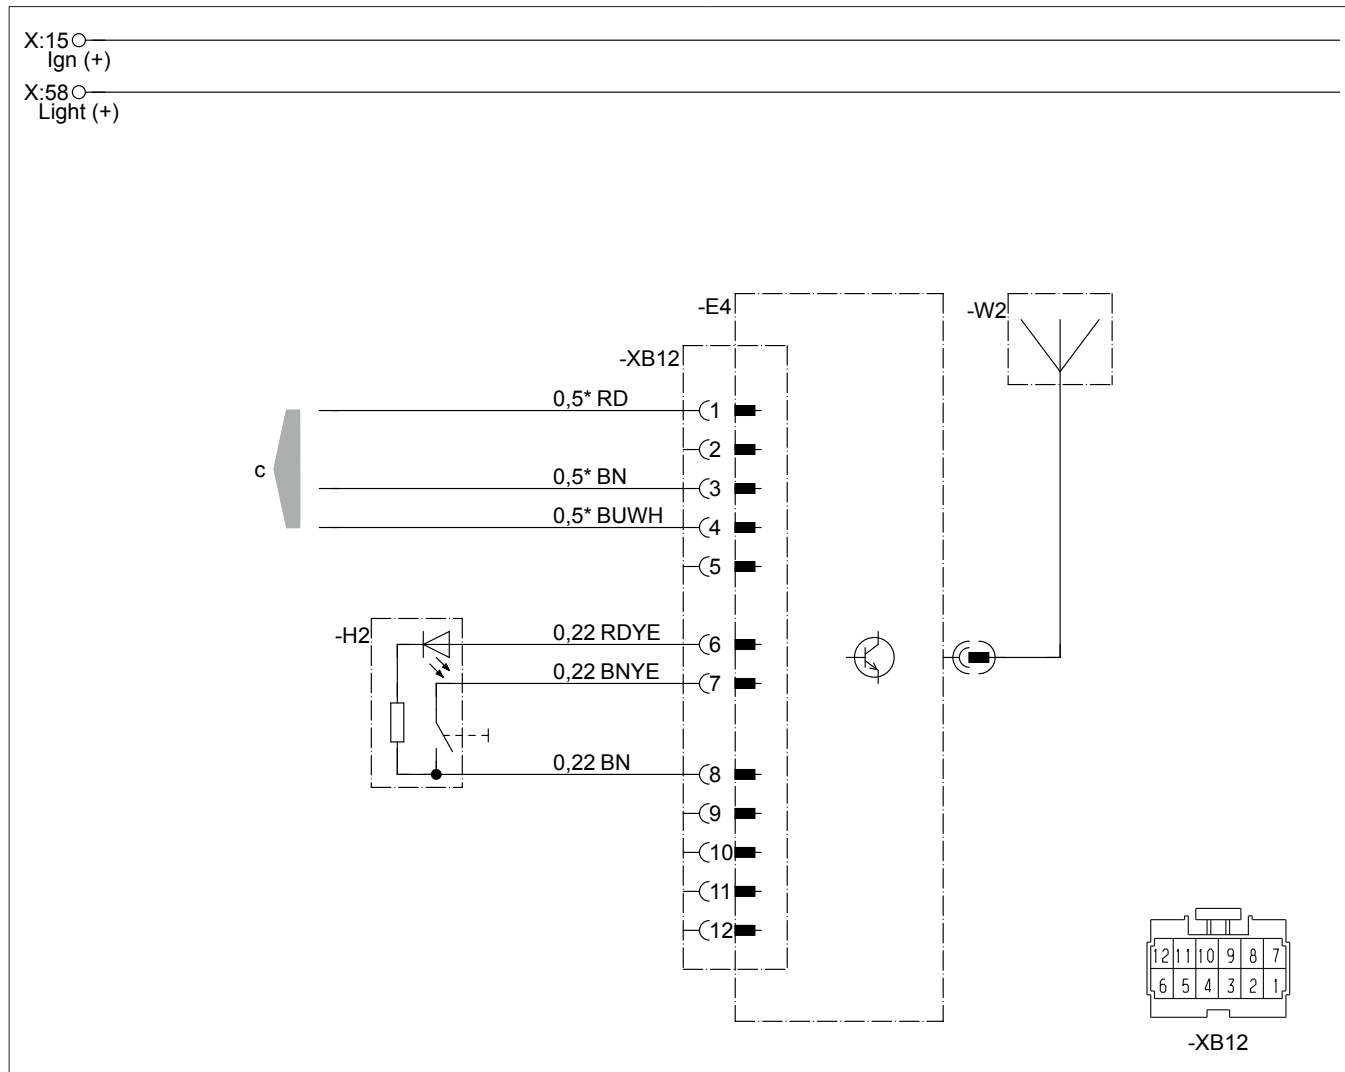 X:15
Ign (+)
X:58
Light (+)
-E4
-W2
-XB12
0,5* RD
1
2
c
0,5* BN
3
0,5* BUWH
4
5
-H2
0,22 RDYE
6
0,22 BNYE
7
0,22 BN
8
9
10
11
12
12 11 10 9 8 7
6 5 4 3 2 1
-XB12